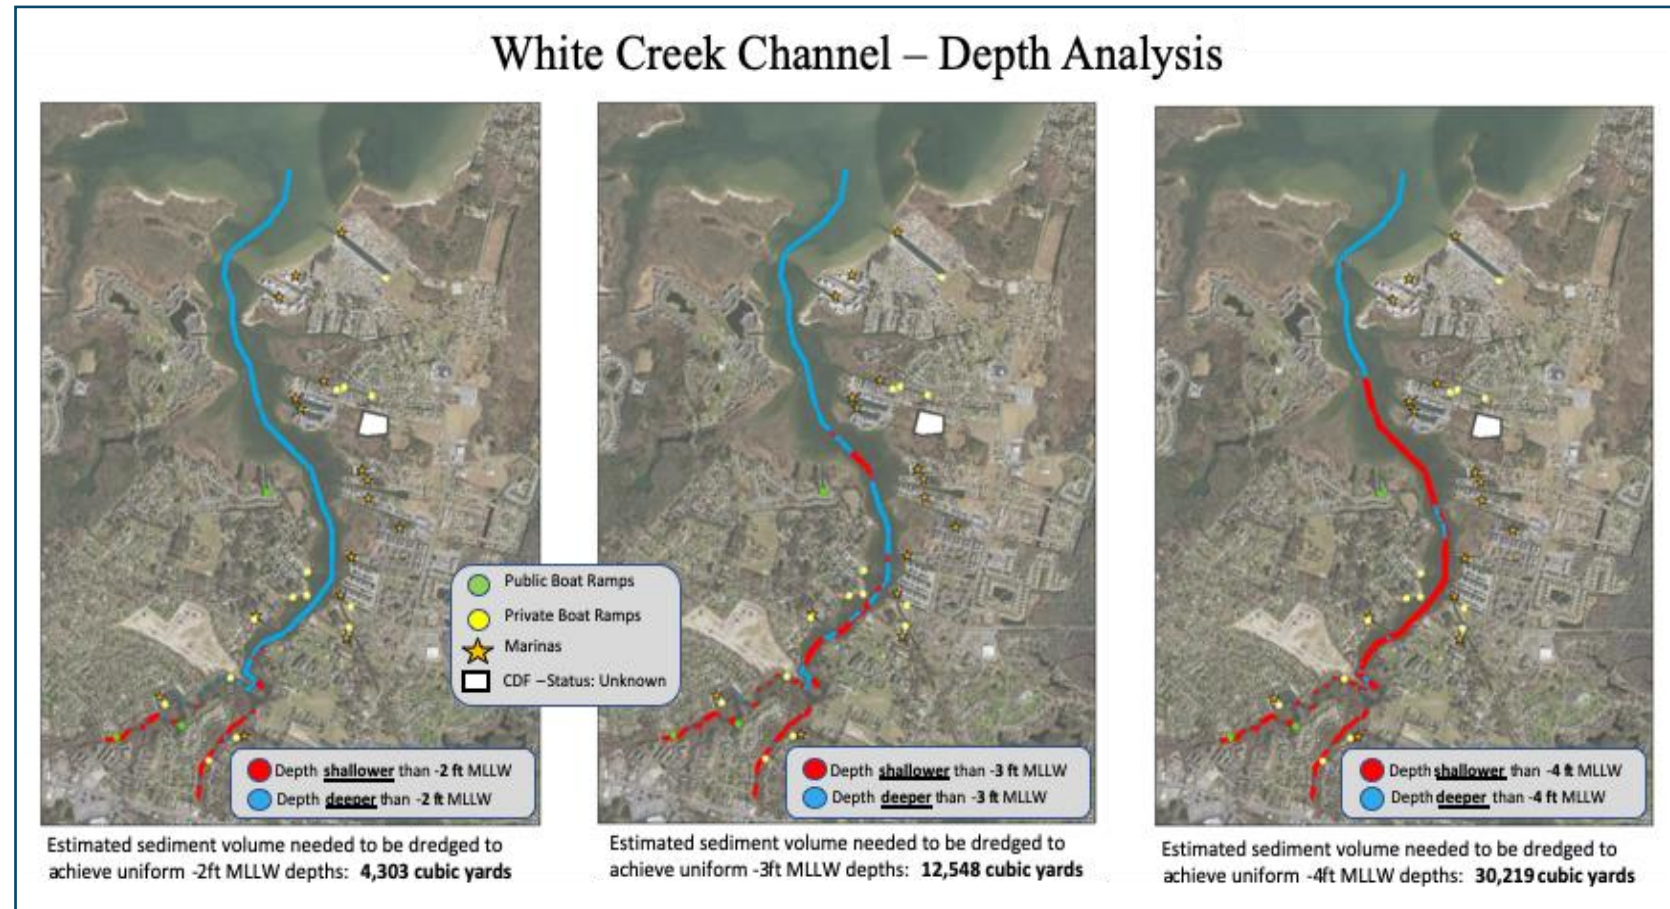 White Creek Channel – Depth Analysis
Public Boat Ramps
Private Boat Ramps
Marinas
CDF – Status: Unknown
Depth shallower than -2 ft MLLW
Depth deeper than -2 ft MLLW
Estimated sediment volume needed to be dredged to
achieve uniform -2ft MLLW depths: 4,303 cubic yards
Depth shallower than -3 ft MLLW
Depth deeper than -3 ft MLLW
Estimated sediment volume needed to be dredged to
achieve uniform -3ft MLLW depths: 12,548 cubic yards
Depth shallower than -4 ft MLLW
Depth deeper than -4 ft MLLW
Estimated sediment volume needed to be dredged to
achieve uniform -4ft MLLW depths: 30,219 cubic yards